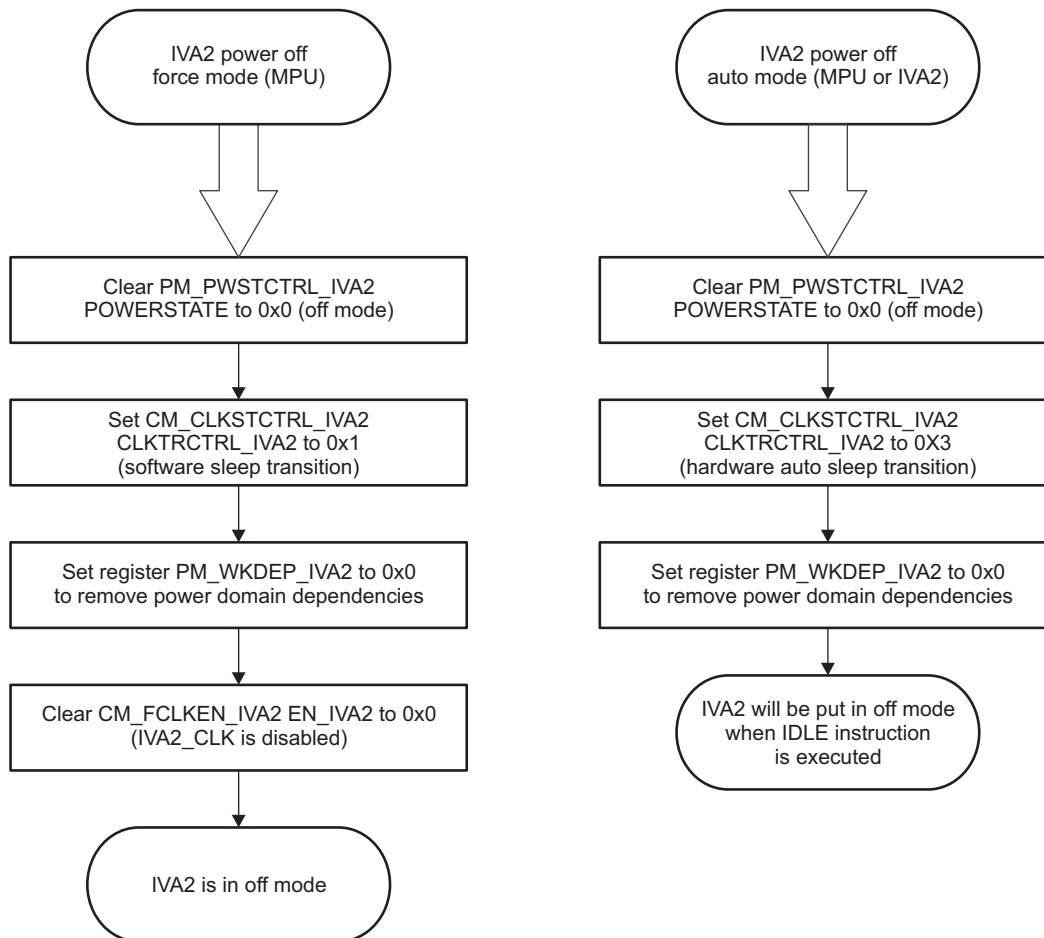 IVA2 power off
force mode (MPU)
Clear PM_PWSTCTRL_IVA2
POWERSTATE to 0x0 (off mode)
Set CM_CLKSTCTRL_IVA2
CLKTRCTRL_IVA2 to 0x1
(software sleep transition)
Set register PM_WKDEP_IVA2 to 0x0
to remove power domain dependencies
Clear CM_FCLKEN_IVA2 EN_IVA2 to 0x0
(IVA2_CLK is disabled)
IVA2 is in off mode
IVA2 power off
auto mode (MPU or IVA2)
Clear PM_PWSTCTRL_IVA2
POWERSTATE to 0x0 (off mode)
Set CM_CLKSTCTRL_IVA2
CLKTRCTRL_IVA2 to 0X3
(hardware auto sleep transition)
Set register PM_WKDEP_IVA2 to 0x0
to remove power domain dependencies
IVA2 will be put in off mode
when IDLE instruction
is executed